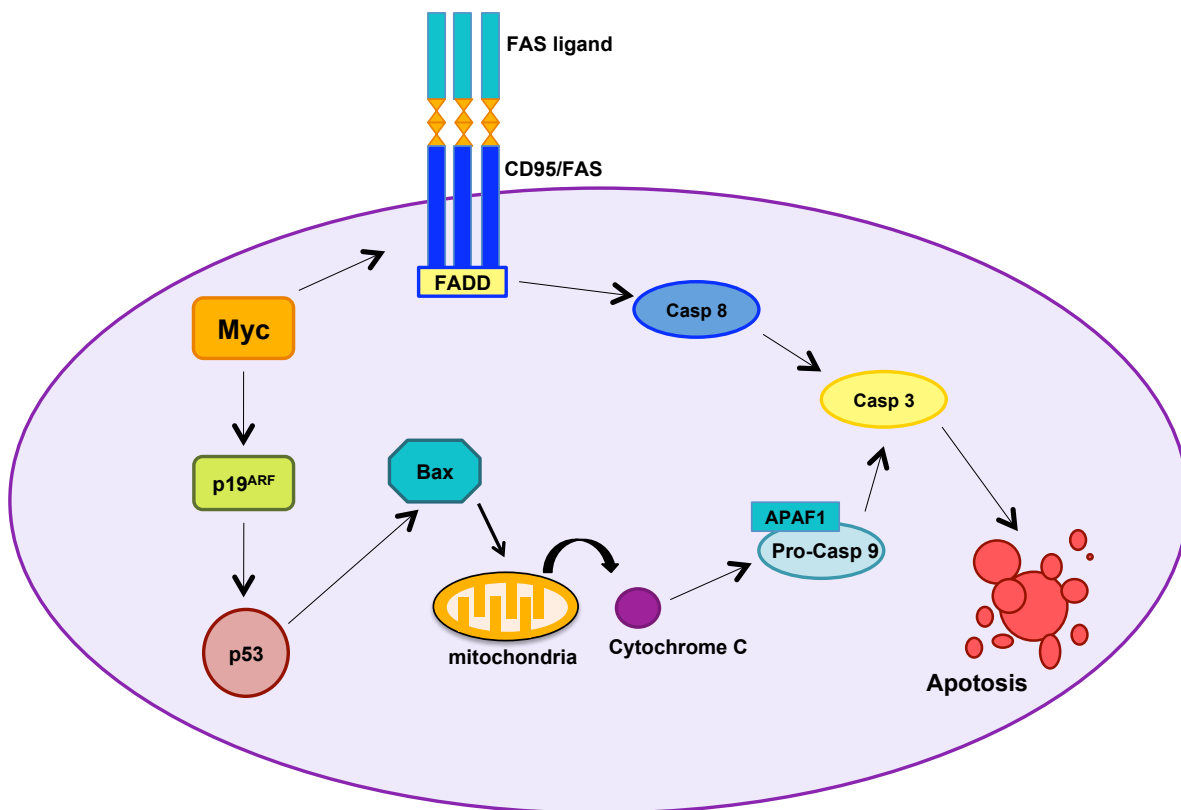 FAS ligand
CD95/FAS
FADD
Casp 8
Myc
Casp 3
p19ARF
Bax
APAF1
Pro-Casp 9
p53
mitochondria
Cytochrome C
Apotosis